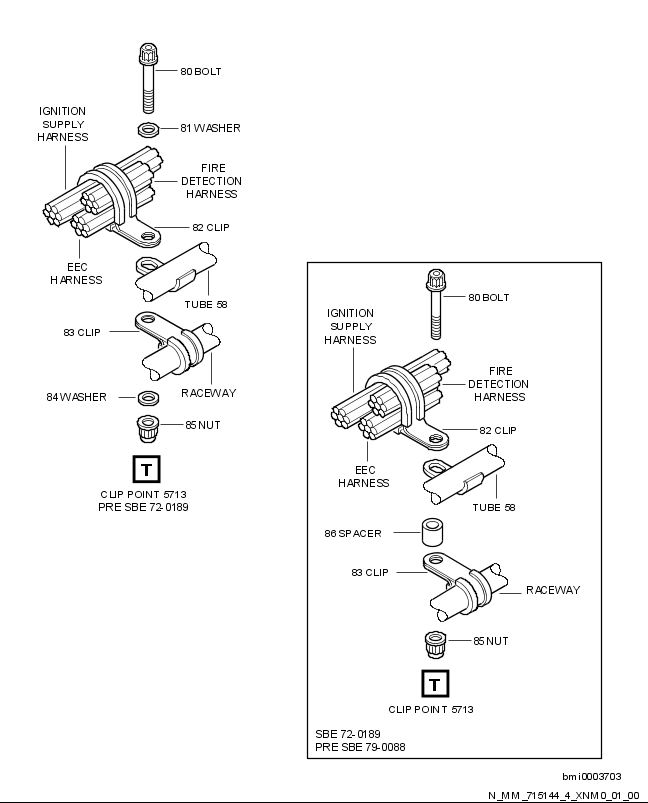 80 BOLT
81 WASHER
IGNITION
SUPPLY
HARNESS
FIRE
DETECTION
HARNESS
82 CLIP
EEC
HARNESS
TUBE 58
83 CLIP
RACEWAY
84 WASHER
85 NUT
T
CLIP POINT 5713
PRE SBE 72-0189
80 BOLT
IGNITION
SUPPLY
HARNESS
FIRE
DETECTION
HARNESS
82 CLIP
EEC
HARNESS
TUBE 58
86 SPACER
83 CLIP
RACEWAY
85 NUT
T
CLIP POINT 5713
SBE 72-0189
PRE SBE 79-0088
bmi0003703
N_MM_715144_4_XNM0_01_00